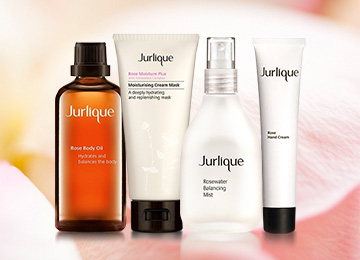 Jurlique
Rose Body Oil
Hydrates and
balances the body
Jurlique
Rose Moisture Plus
Moisturising Cream Mask
A deeply hydrating
and replenishing mask
Jurlique
Rosewater
Balancing
Mist
Jurlique
Rose
Hand Cream